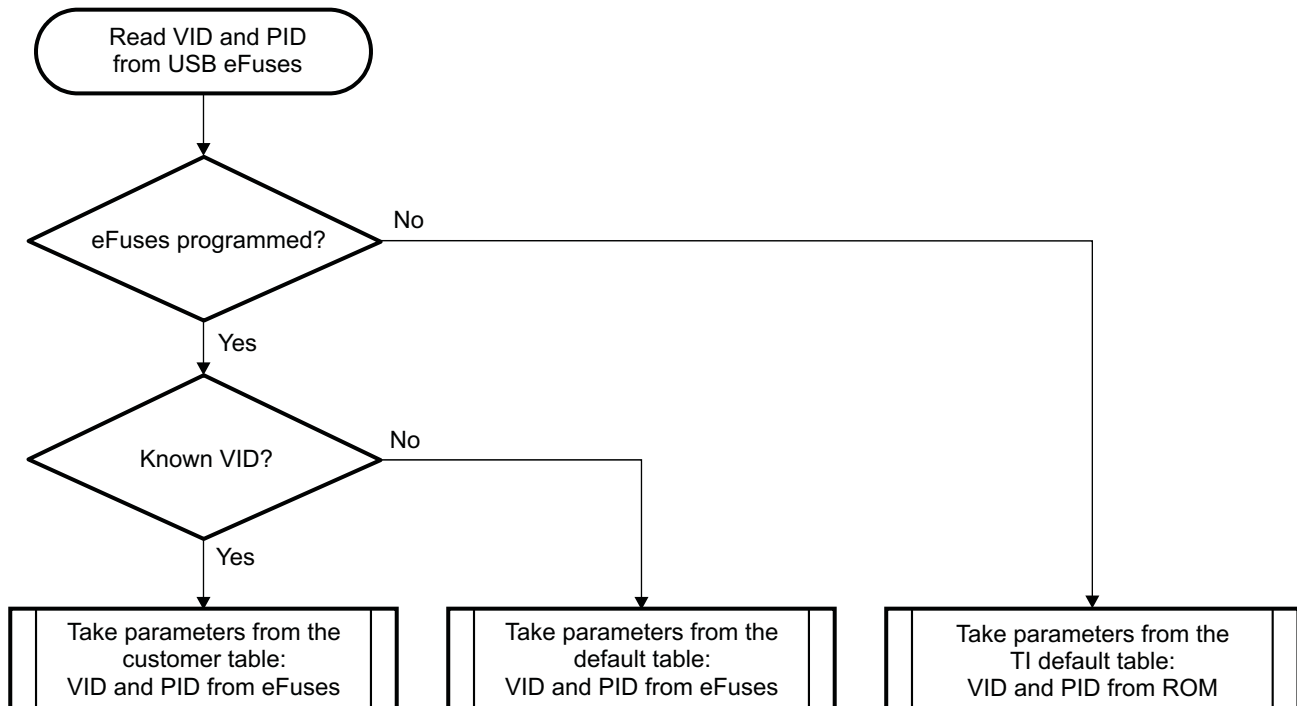 Read VID and PID
from USB eFuses
eFuses programmed?
No
Yes
Known VID?
No
Yes
Take parameters from the
customer table:
VID and PID from eFuses
Take parameters from the
default table:
VID and PID from eFuses
Take parameters from the
TI default table:
VID and PID from ROM